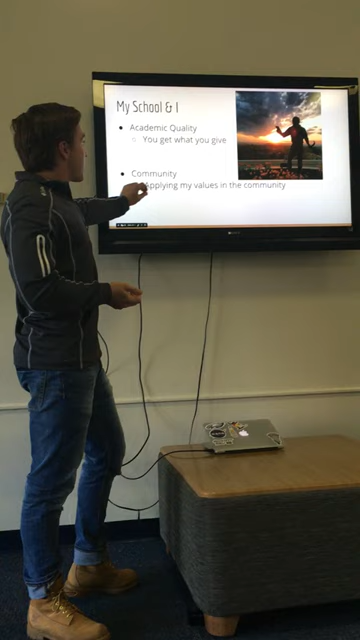 My School & I
Academic Quality
You get what you give
Community
Applying my values in the community